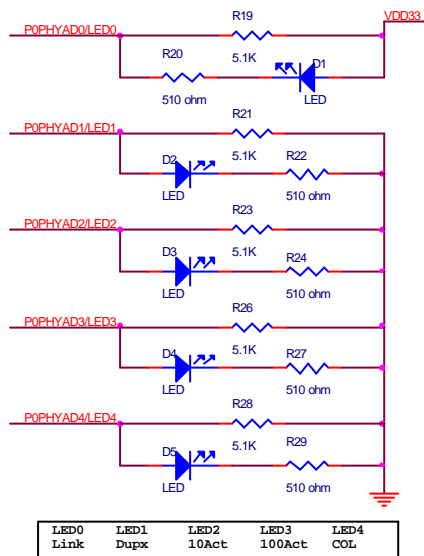 R19
VDD33
P0PHYAD0/LED0
R20
5.1K
D1
510 ohm
LED
R21
P0PHYAD1/LED1
D2
5.1K
R22
LED
510 ohm
R23
P0PHYAD2/LED2
D3
5.1K
R24
LED
510 ohm
R26
P0PHYAD3/LED3
D4
5.1K
R27
LED
510 ohm
R28
P0PHYAD4/LED4
D5
5.1K
R29
LED
510 ohm
LED0 LED1 LED2 LED3 LED4
Link Dupx 10Act 100Act COL